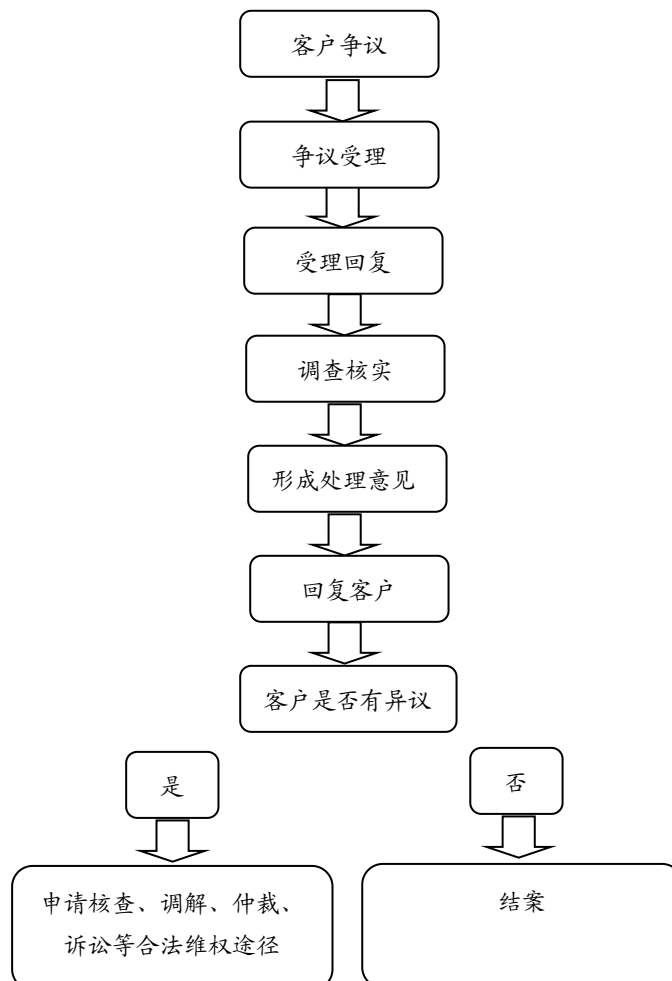 客户争议
争议受理
受理回复
调查核实
形成处理意见
回复客户
客户是否有异议
是
否
申请核查、调解、仲裁、
诉讼等合法维权途径
结案